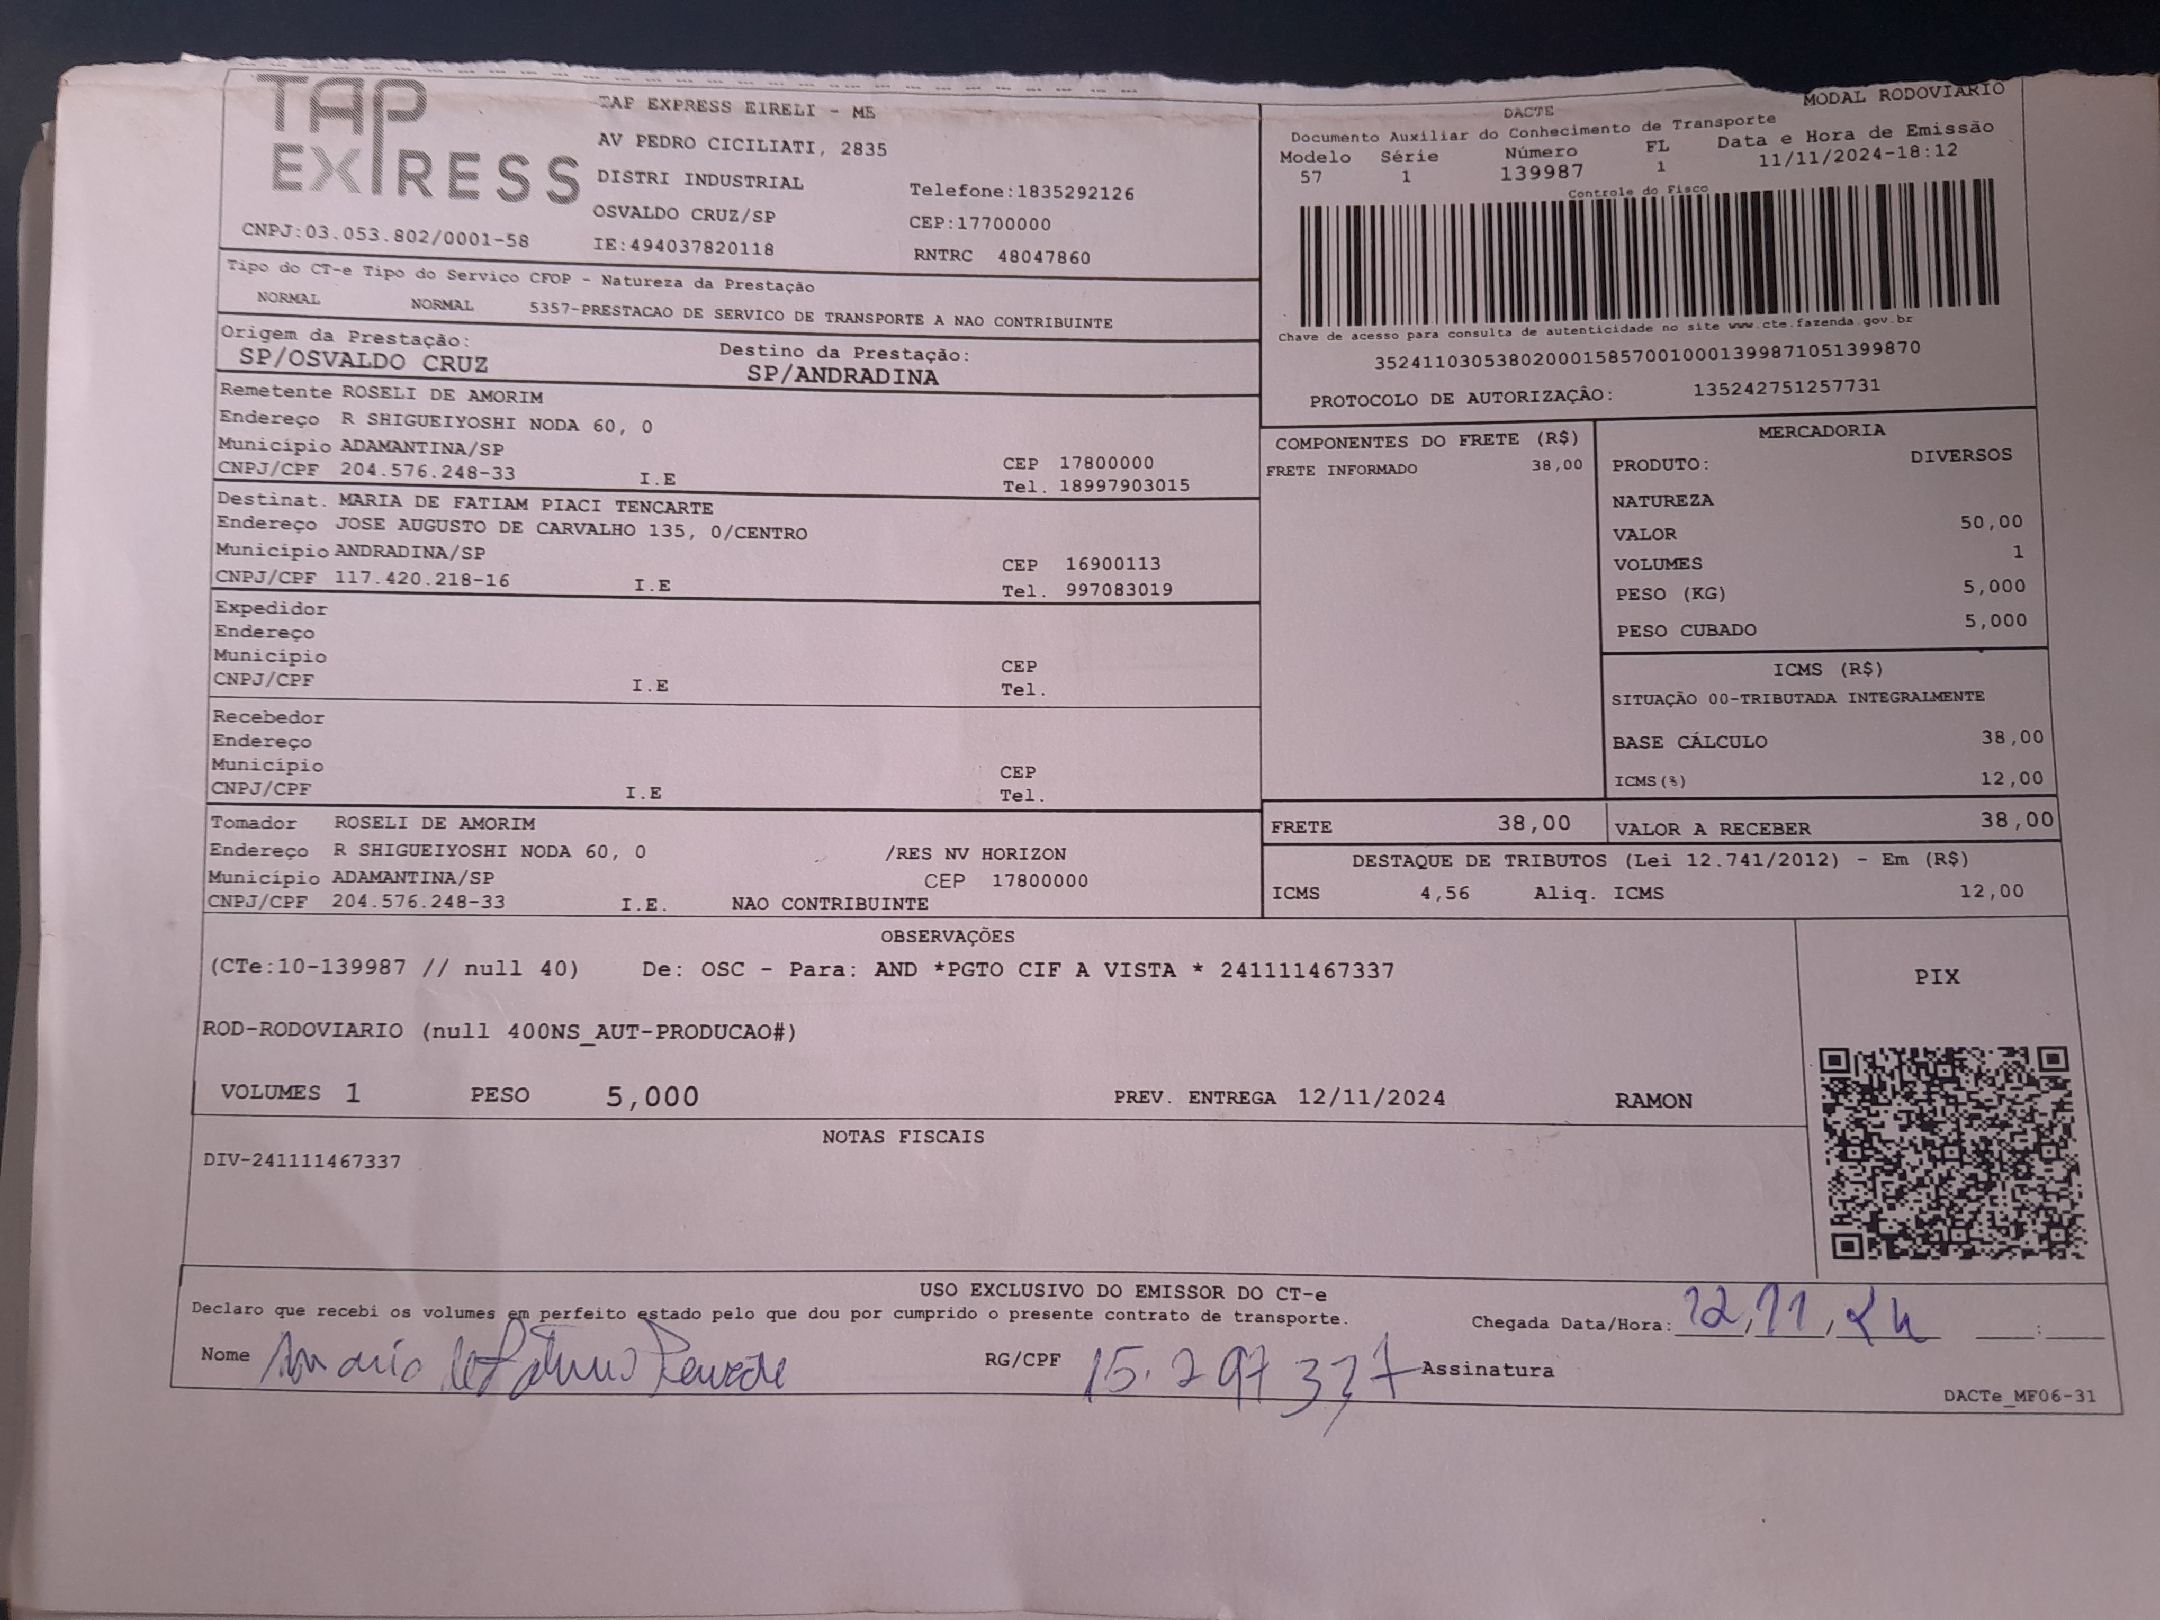 TAP EXPRESS
TAP EXPRESS EIRELI - ME
AV PEDRO CICILIATI, 2835
DISTRI INDUSTRIAL
Telefone:1835292126
OSVALDO CRUZ/SP
CEP:17700000
CNPJ:03.053.802/0001-58
IE:494037820118
RNTRC 48047860
MODAL RODOVIARIO
DACTE
Documento Auxiliar do Conhecimento de Transporte
Modelo Série Número FL Data e Hora de Emissão
57 1 139987 1 11/11/2024-18:12
Controle do Fisco
Chave de acesso para consulta de autenticidade no site www.cte.fazenda.gov.br
35241103053802000158570010001399871051399870
PROTOCOLO DE AUTORIZAÇÂO: 135242751257731
Tipo do CT-e Tipo do Serviço CFOP - Natureza da Prestação
NORMAL NORMAL 5357-PRESTACAO DE SERVICO DE TRANSPORTE A NAO CONTRIBUINTE
Origem da Prestação: Destino da Prestação:
SP/OSVALDO CRUZ SP/ANDRADINA
Remetente ROSELI DE AMORIM
Endereço R SHIGUEIYOSHI NODA 60, 0
Município ADAMANTINA/SP CEP 17800000
CNPJ/CPF 204.576.248-33 I.E Tel. 18997903015
Destinat. MARIA DE FATIAM PIACI TENCARTE
Endereço JOSE AUGUSTO DE CARVALHO 135, 0/CENTRO
Município ANDRADINA/SP CEP 16900113
CNPJ/CPF 117.420.218-16 I.E Tel. 997083019
Expedidor
Endereço
Município CEP
CNPJ/CPF I.E Tel.
Recebedor
Endereço
Município CEP
CNPJ/CPF I.E Tel.
Tomador ROSELI DE AMORIM
Endereço R SHIGUEIYOSHI NODA 60, 0 /RES NV HORIZON
Município ADAMANTINA/SP CEP 17800000
CNPJ/CPF 204.576.248-33 I.E. NAO CONTRIBUINTE
COMPONENTES DO FRETE (R$)
FRETE INFORMADO 38,00
MERCADORIA
PRODUTO: DIVERSOS
NATUREZA
VALOR 50,00
VOLUMES 1
PESO (KG) 5,000
PESO CUBADO 5,000
ICMS (R$)
SITUAÇÃO 00-TRIBUTADA INTEGRALMENTE
BASE CÁLCULO 38,00
ICMS(%) 12,00
FRETE 38,00 VALOR A RECEBER 38,00
DESTAQUE DE TRIBUTOS (Lei 12.741/2012) - Em (R$)
ICMS 4,56 Aliq. ICMS 12,00
OBSERVAÇÕES
(CTe:10-139987 // null 40) De: OSC - Para: AND *PGTO CIF A VISTA * 241111467337
ROD-RODOVIARIO (null 400NS_AUT-PRODUCAO#)
VOLUMES 1 PESO 5,000 PREV. ENTREGA 12/11/2024 RAMON
PIX
NOTAS FISCAIS
DIV-241111467337
USO EXCLUSIVO DO EMISSOR DO CT-e
Declaro que recebi os volumes em perfeito estado pelo que dou por cumprido o presente contrato de transporte.
Chegada Data/Hora: 12,11,24 :
Nome Maria de Fatima RG/CPF 15.297 337 Assinatura
DACTe_MF06-31